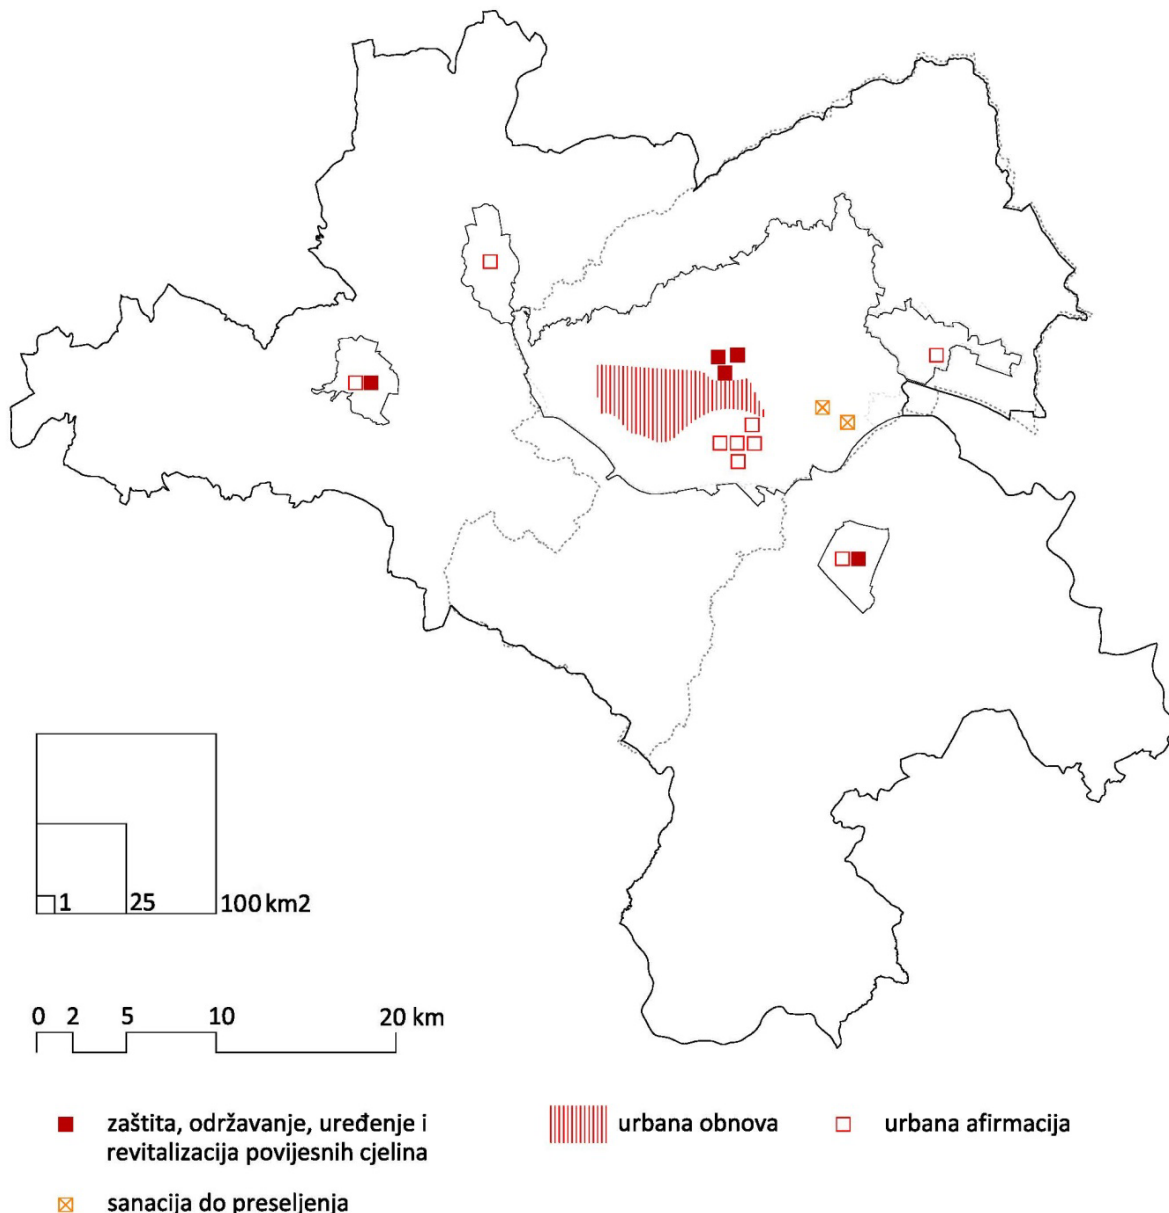 1
25
100 km2
0 2 5 10 20 km
zaštita, održavanje, uređenje i
revitalizacija povijesnih cjelina
urbana obnova
urbana afirmacija
sanacija do preseljenja